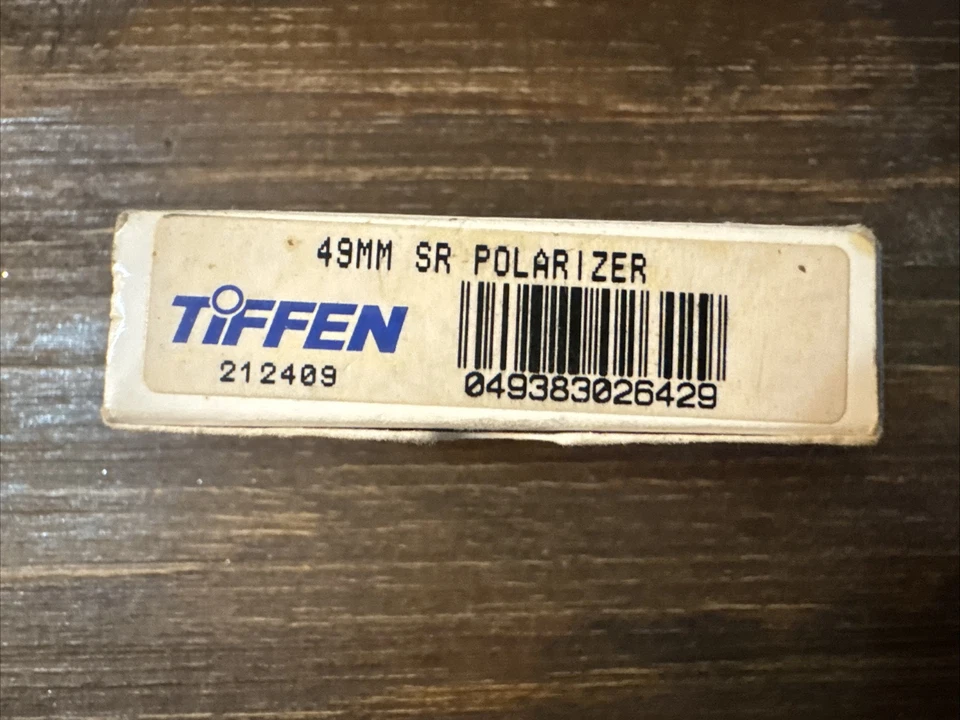 49MM SR POLARIZER
TiFFEN
212409
049383026429